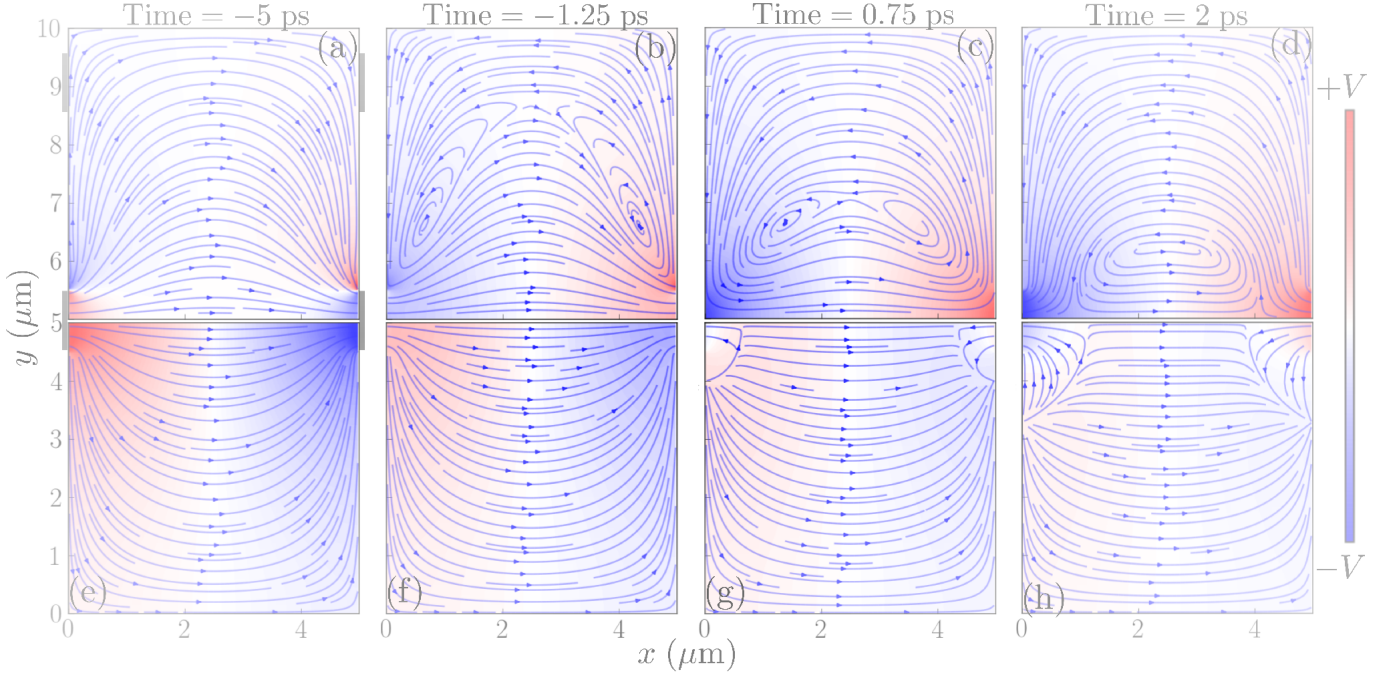 Time = −5 ps Time = −1.25 ps Time = 0.75 ps Time = 2 ps
(a) (b) (c) (d)
10
9
8
7
6
5
+V
y (μm)
4
3
2
1
0
−V
(e) (f) (g) (h)
0 2 4 0 2 4 0 2 4 0 2 4
x (μm)